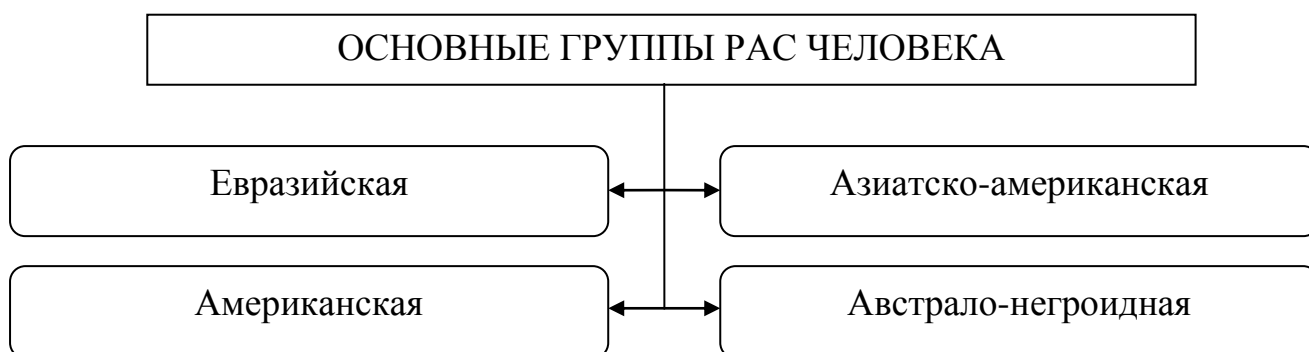 ОСНОВНЫЕ ГРУППЫ РАС ЧЕЛОВЕКА
Евразийская
Азиатско-американская
Американская
Австрало-негроидная